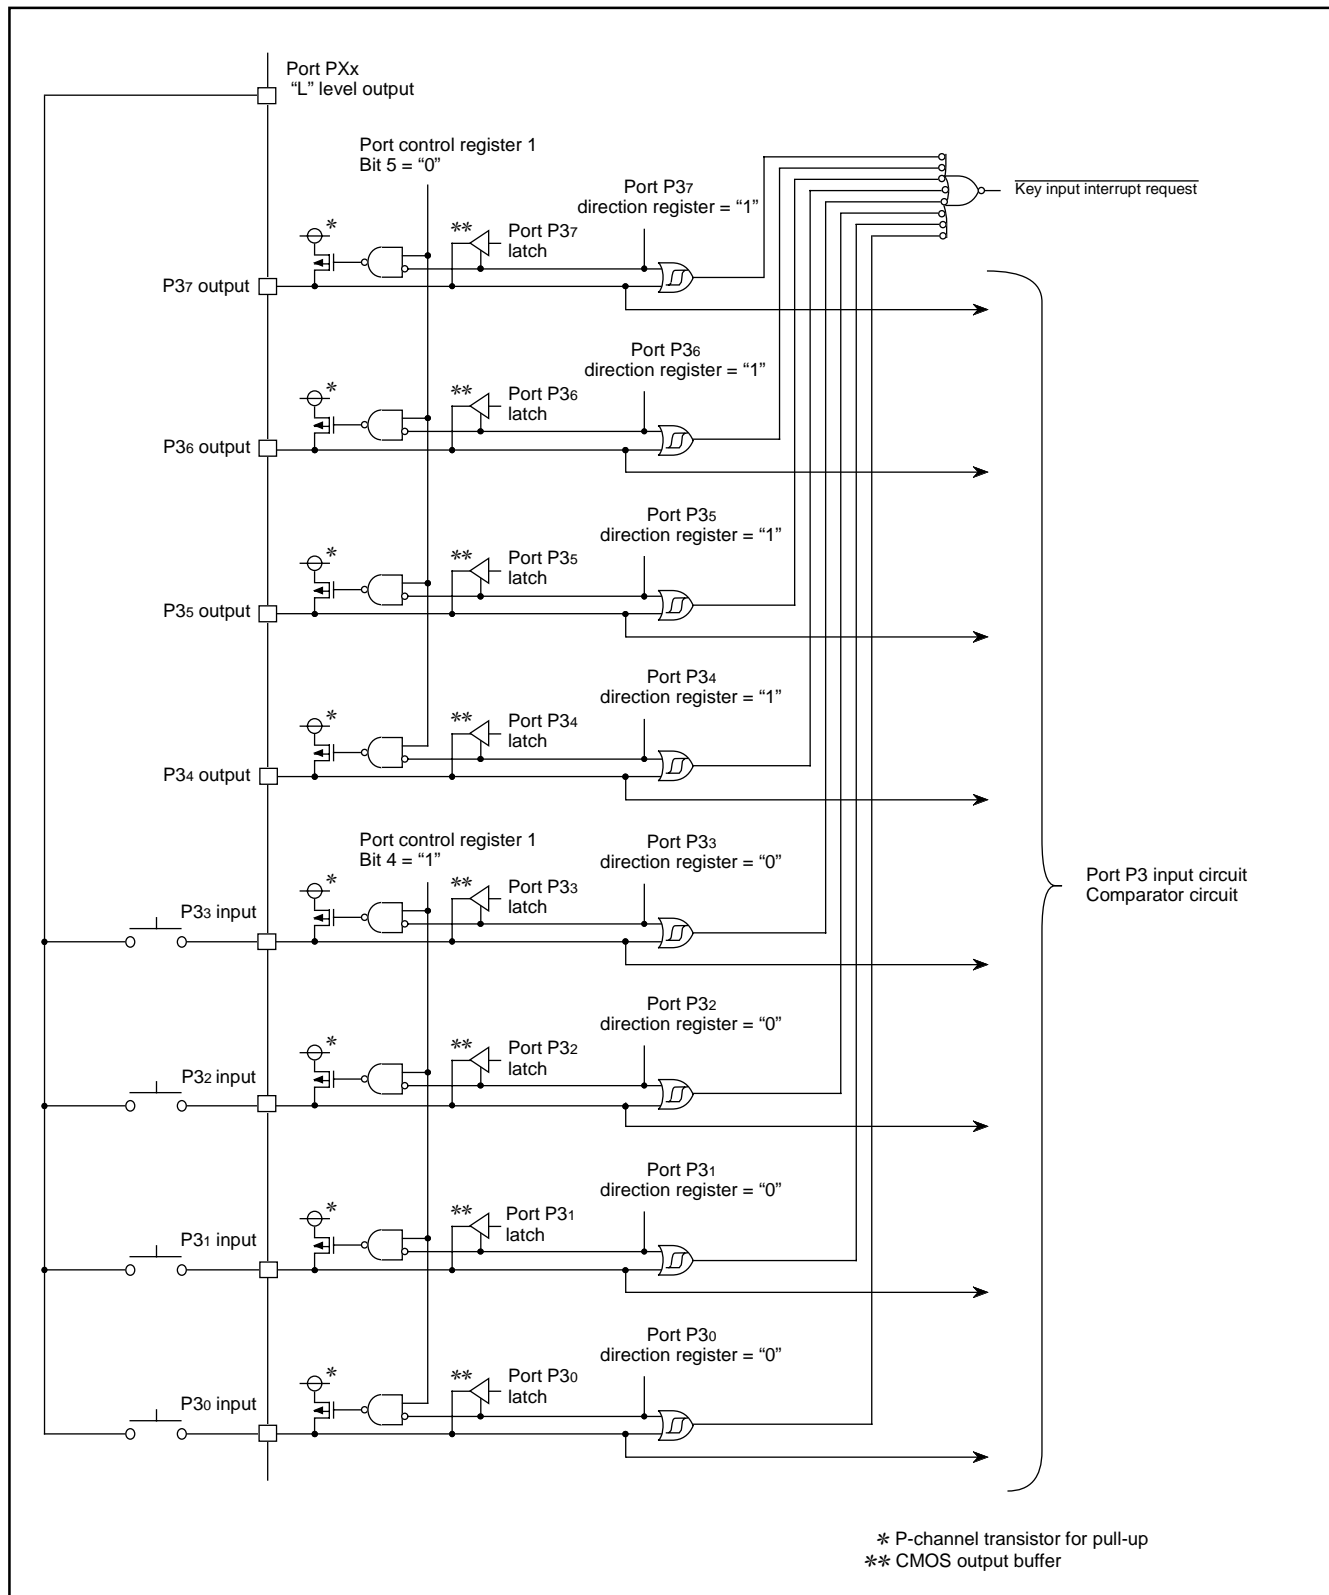 Port PXx
“L” level output
Port control register 1
Bit 5 = “0”
Key input interrupt request
Port P37
direction register = “1”
*
**
Port P37
latch
P37 output
Port P36
direction register = “1”
*
**
Port P36
latch
P36 output
Port P35
direction register = “1”
*
**
Port P35
latch
P35 output
Port P34
direction register = “1”
*
**
Port P34
latch
P34 output
Port control register 1
Bit 4 = “1”
Port P33
direction register = “0”
*
**
Port P33
latch
P33 input
Port P3 input circuit
Comparator circuit
Port P32
direction register = “0”
*
**
Port P32
latch
P32 input
Port P31
direction register = “0”
*
**
Port P31
latch
P31 input
Port P30
direction register = “0”
*
**
Port P30
latch
P30 input
* P-channel transistor for pull-up
** CMOS output buffer